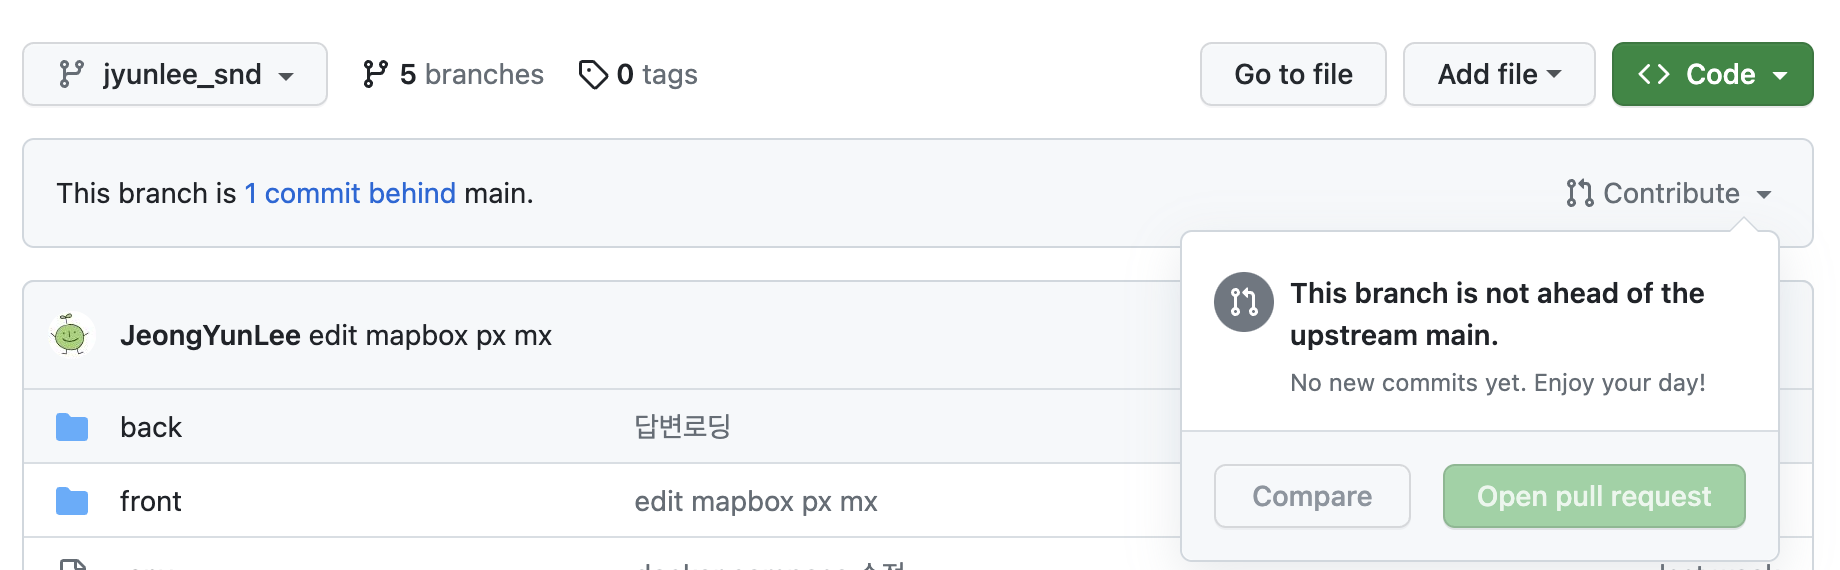 jyunlee_snd 5 branches 0 tags Go to file Add file <> Code
This branch is 1 commit behind main. Contribute
This branch is not ahead of the
upstream main.
No new commits yet. Enjoy your day!
Compare Open pull request
JeongYunLee edit mapbox px mx
back 답변로딩
front edit mapbox px mx